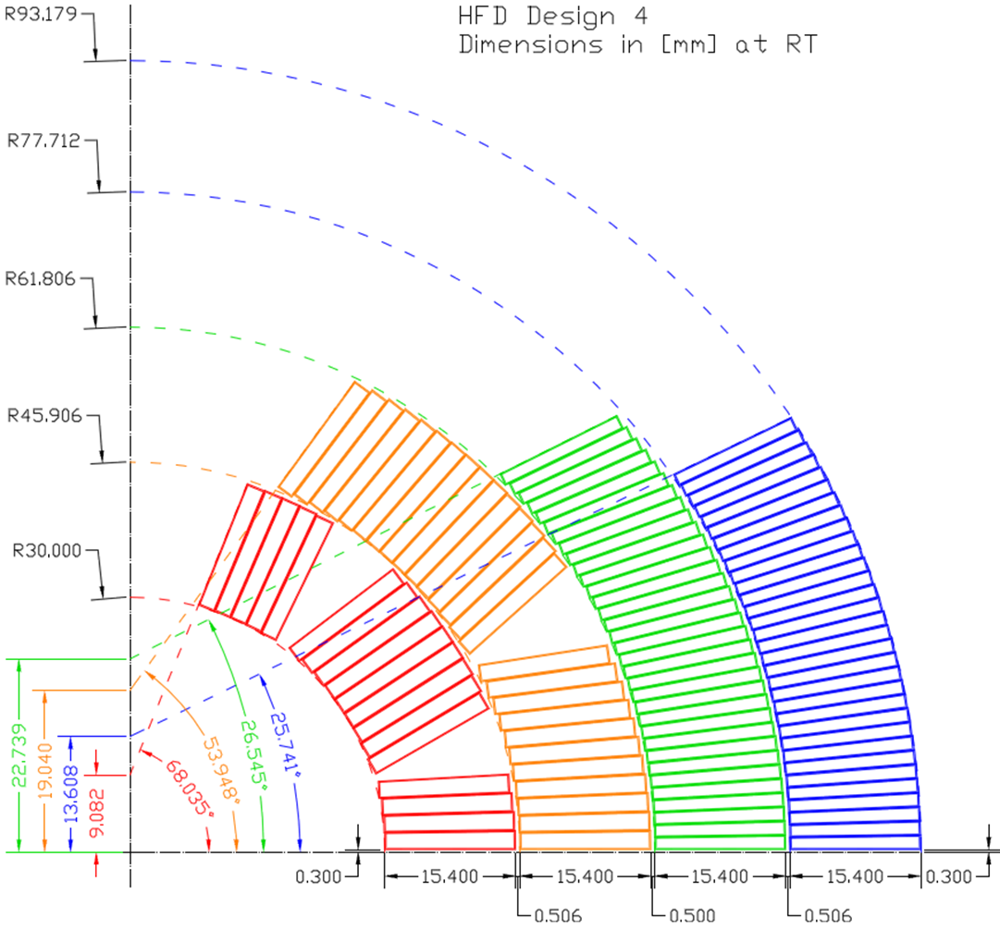 R93.179
HFD Design 4
Dimensions in [mm] at RT
R77.712
R61.806
R45.906
R30.000
22.739
19.040
13.608
9.082
68.035°
53.948°
26.545°
25.741°
0.300
15.400
15.400
15.400
15.400
0.300
0.506
0.500
0.506